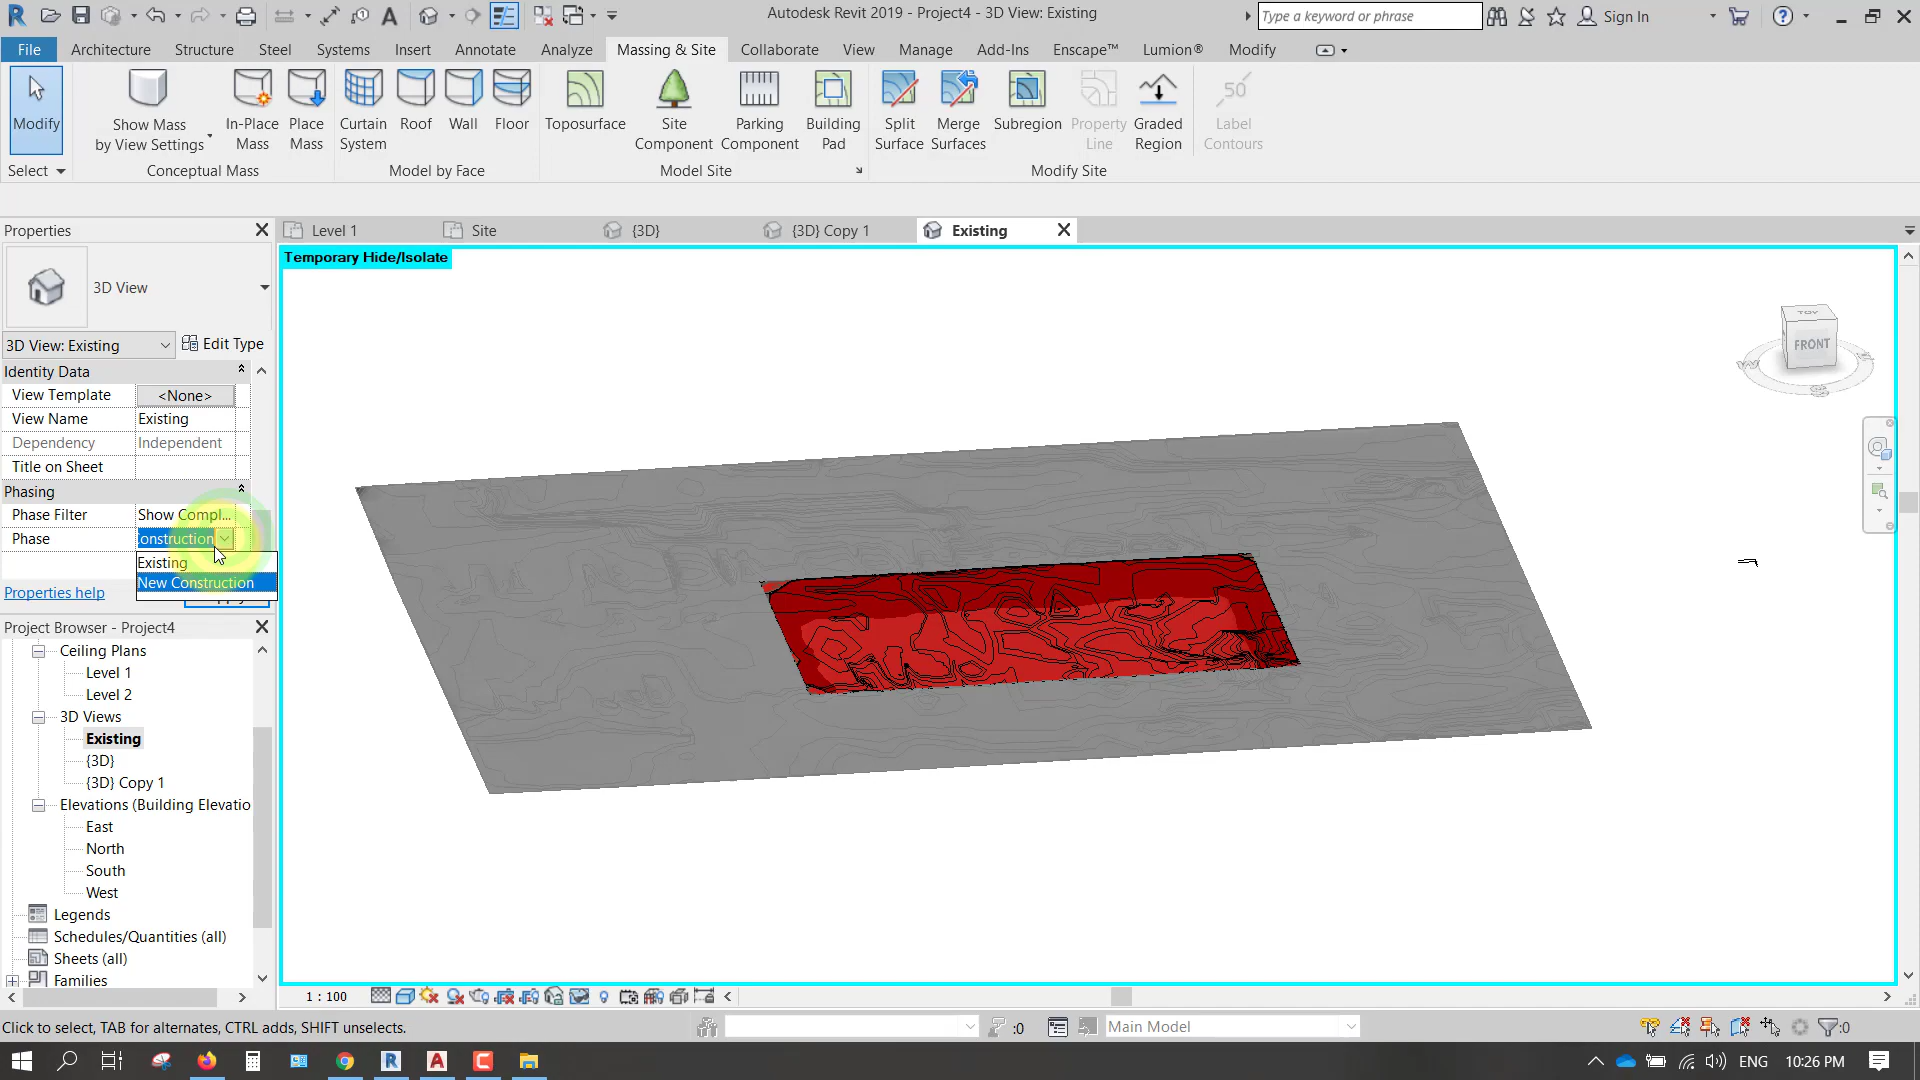 Autodesk Revit 2019 - Project4 - 3D View: Existing
Type a keyword or phrase
Sign In
File Architecture Structure Steel Systems Insert Annotate Analyze Massing & Site Collaborate View Manage Add-Ins Enscape™ Lumion® Modify
Modify
Show Mass
by View Settings
In-Place
Mass
Place
Mass
Curtain
System
Roof
Wall
Floor
Toposurface
Site
Component
Parking
Component
Building
Pad
Split
Surface
Merge
Surfaces
Subregion
Property
Line
Graded
Region
50
Label
Contours
Select
Conceptual Mass
Model by Face
Model Site
Modify Site
Properties
Level 1
Site
{3D}
{3D} Copy 1
Existing
Temporary Hide/Isolate
3D View
3D View: Existing
Edit Type
Identity Data
View Template <None>
View Name Existing
Dependency Independent
Title on Sheet
Phasing
Phase Filter Show Compl...
Phase onstruction
Existing
New Construction
Properties help
FRONT
Project Browser - Project4
Ceiling Plans
Level 1
Level 2
3D Views
Existing
{3D}
{3D} Copy 1
Elevations (Building Elevatio
East
North
South
West
Legends
Schedules/Quantities (all)
Sheets (all)
Families
1 : 100
Click to select, TAB for alternates, CTRL adds, SHIFT unselects.
:0
Main Model
:0
ENG
10:26 PM